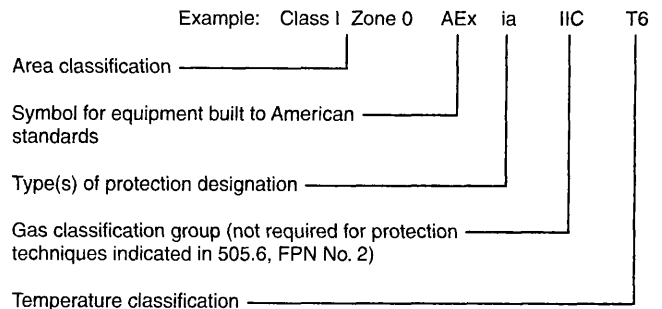 Example: Class I Zone 0 AEx ia IIC T6
Area classification
Symbol for equipment built to American
standards
Type(s) of protection designation
Gas classification group (not required for protection
techniques indicated in 505.6, FPN No. 2)
Temperature classification